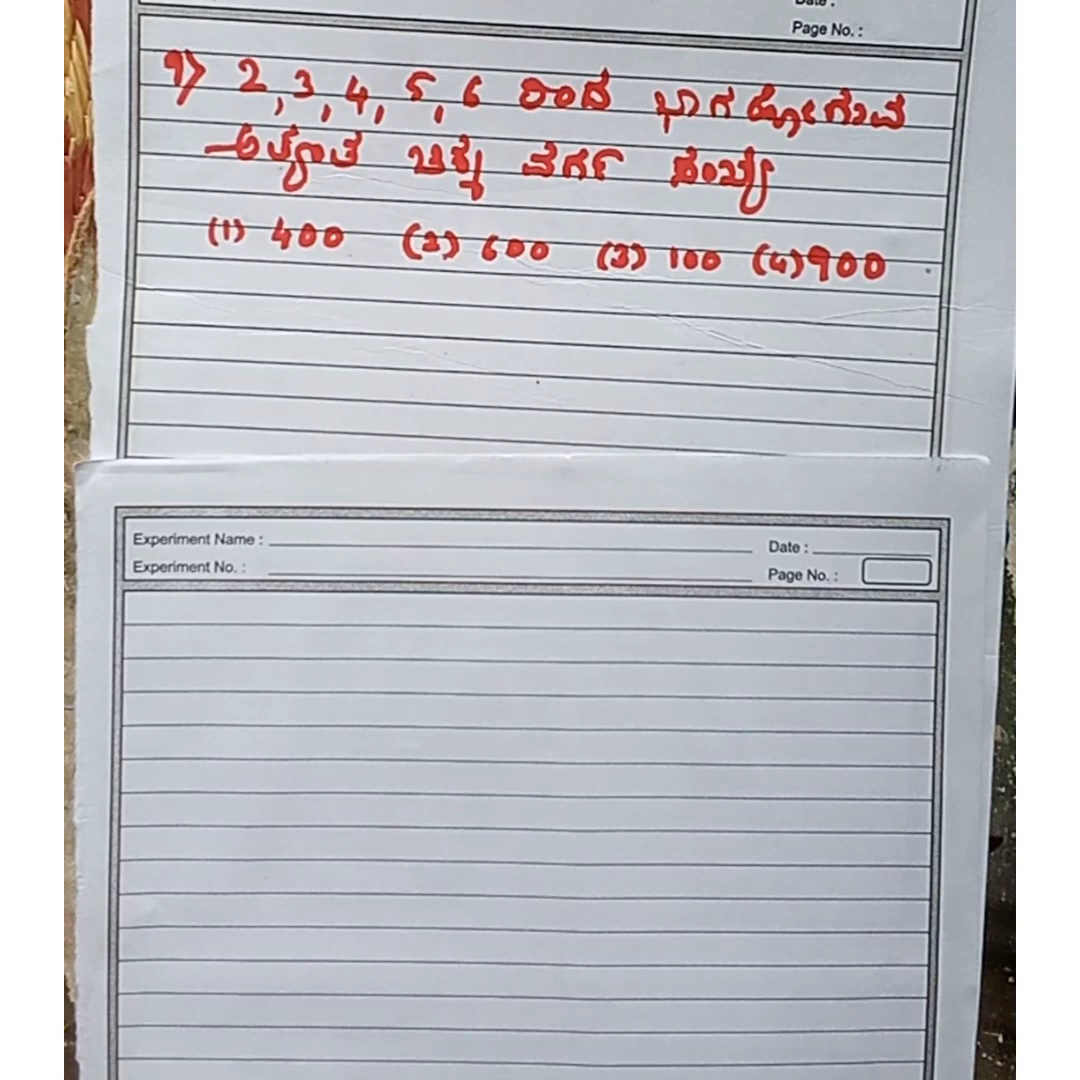 Date :
Page No. :
9) 2, 3, 4, 5, 6 ರಿಂದ ಭಾಗ ಹೋಗುವ
ಅತ್ಯಂತ ಚಿಕ್ಕ ವರ್ಗ ಸಂಖ್ಯೆ
(1) 400 (2) 600 (3) 100 (4) 900
Experiment Name : Date :
Experiment No. : Page No. :